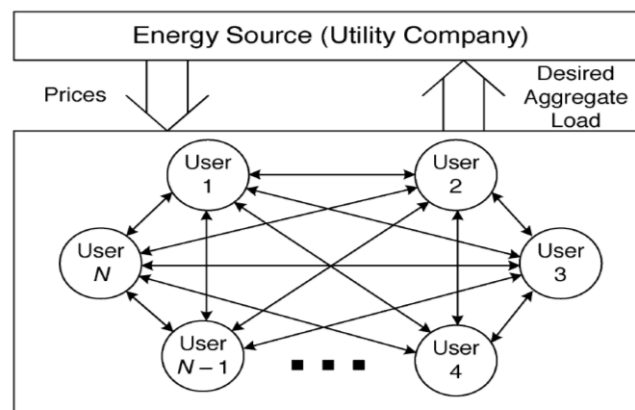 Energy Source (Utility Company)
Prices
Desired
Aggregate
Load
User
1
User
2
User
N
User
3
User
N – 1
User
4